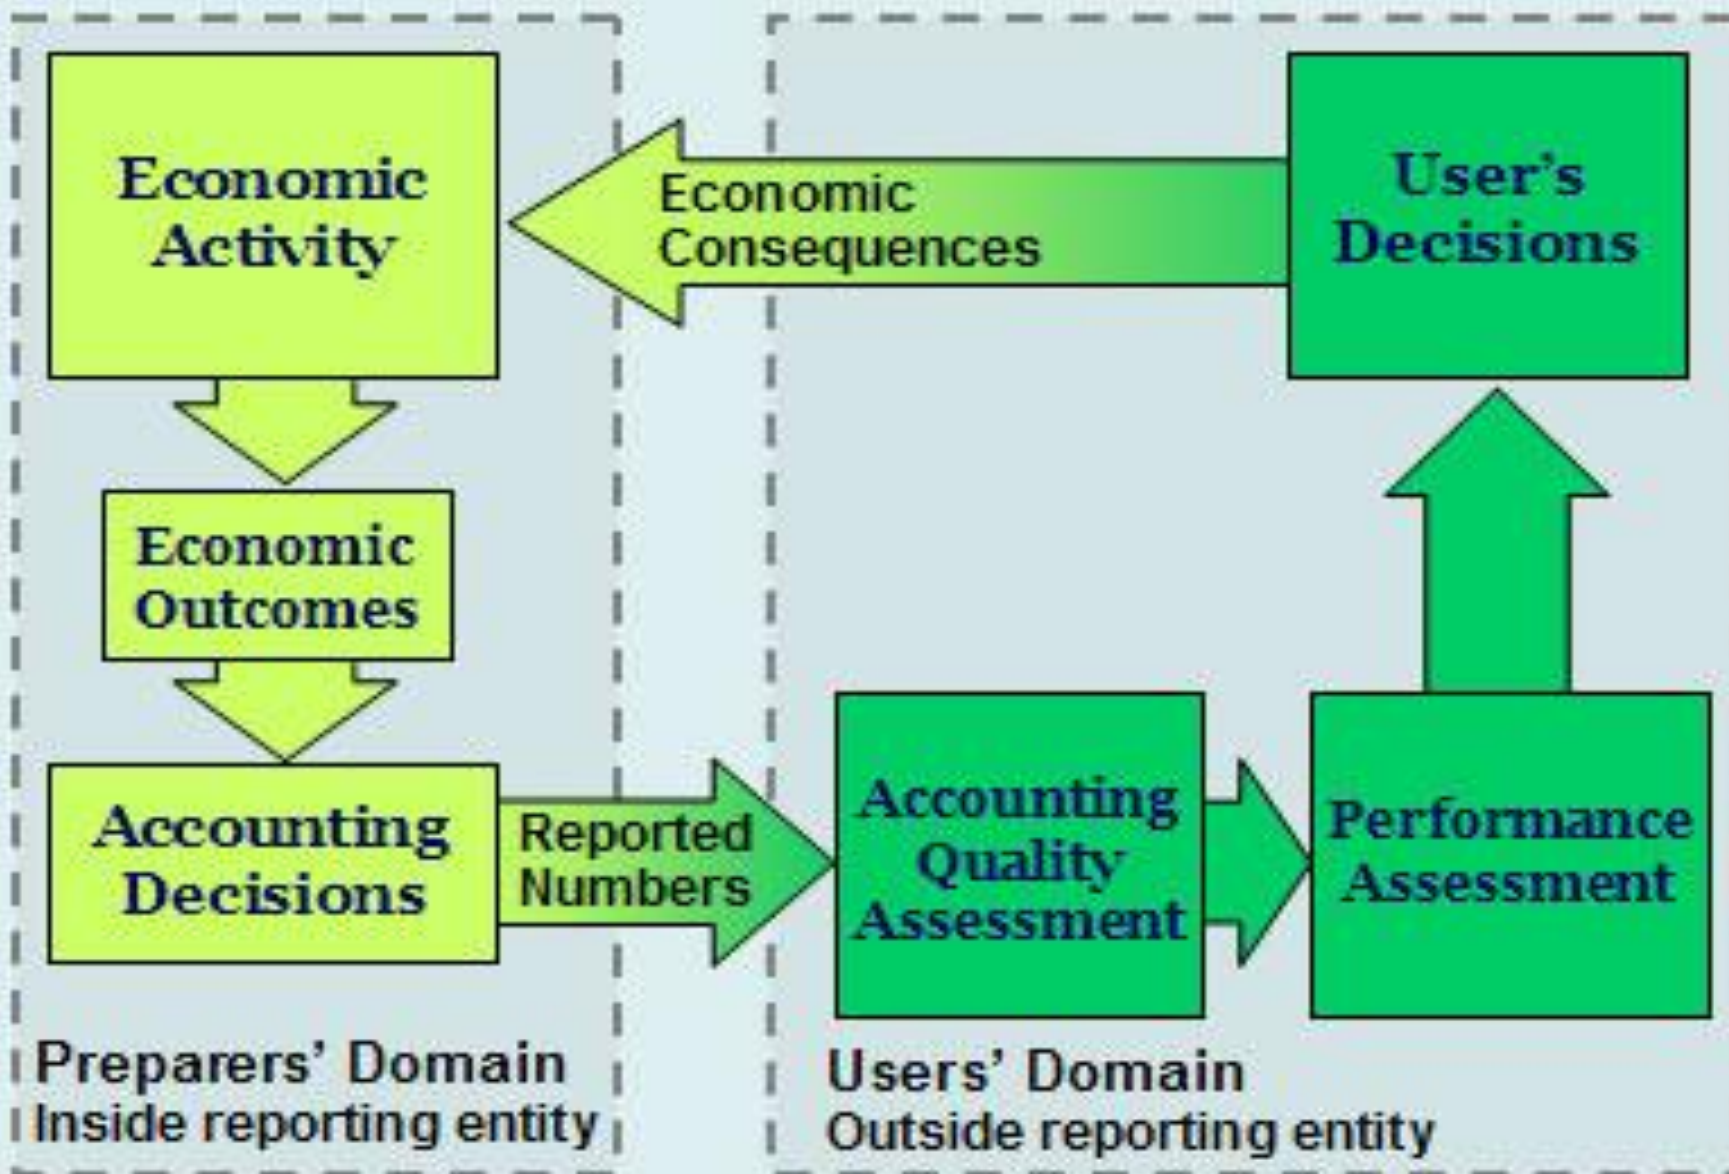 Economic
Activity
Economic
Consequences
User's
Decisions
Economic
Outcomes
Accounting
Decisions
Reported
Numbers
Accounting
Quality
Assessment
Performance
Assessment
Preparers' Domain
Inside reporting entity
Users' Domain
Outside reporting entity